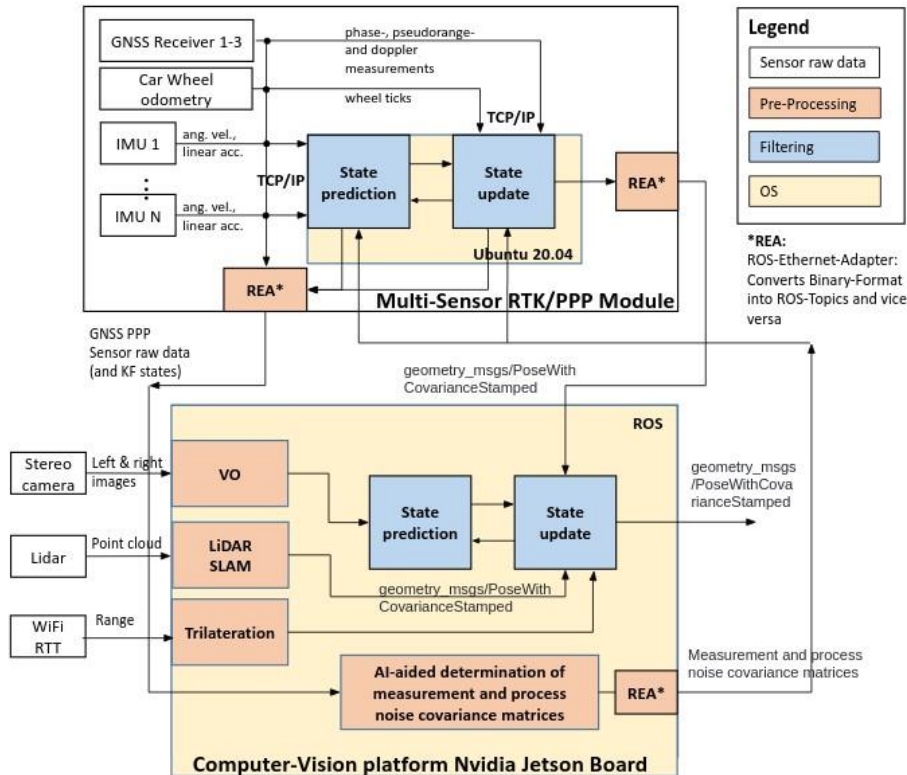 GNSS Receiver 1-3
phase-, pseudorange-
and doppler
measurements
Car Wheel
odometry
wheel ticks
TCP/IP
IMU 1
ang. vel.,
linear acc.
TCP/IP
State
prediction
State
update
REA*
IMU N
ang. vel.,
linear acc.
Ubuntu 20.04
REA*
Multi-Sensor RTK/PPP Module
Legend
Sensor raw data
Pre-Processing
Filtering
OS
*REA:
ROS-Ethernet-Adapter:
Converts Binary-Format
into ROS-Topics and vice
versa
GNSS PPP
Sensor raw data
(and KF states)
geometry_msgs/PoseWith
CovarianceStamped
ROS
Stereo
camera
Left & right
images
VO
State
prediction
State
update
geometry_msgs
/PoseWithCova
rianceStamped
Lidar
Point cloud
LiDAR
SLAM
geometry_msgs/PoseWith
CovarianceStamped
WiFi
RTT
Range
Trilateration
AI-aided determination of
measurement and process
noise covariance matrices
REA*
Measurement and process
noise covariance matrices
Computer-Vision platform Nvidia Jetson Board